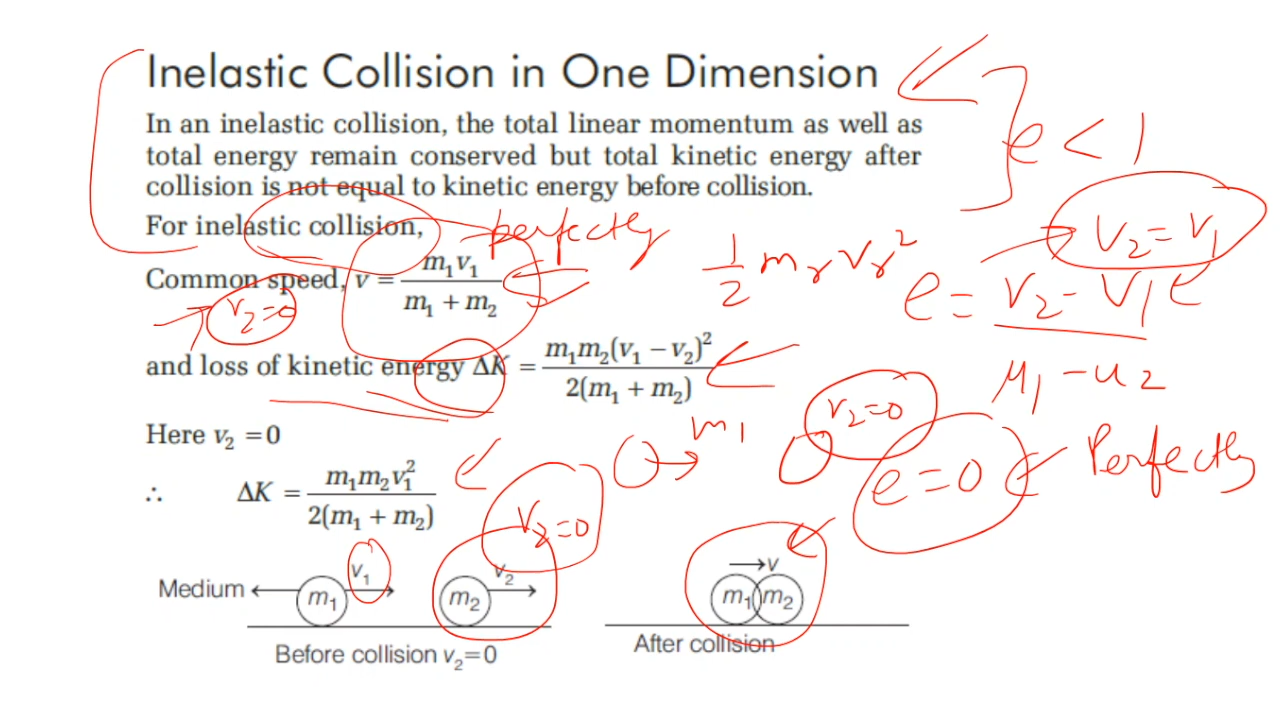 Inelastic Collision in One Dimension
In an inelastic collision, the total linear momentum as well as
total energy remain conserved but total kinetic energy after
collision is not equal to kinetic energy before collision.
e < 1
For inelastic collision,
perfectly
V₂ = V₁
Common speed, v = m₁v₁ / (m₁ + m₂)
v₂=0
1/2 mᵣ vᵣ²
e = V₂ - V₁ e / u₁ - u₂
and loss of kinetic energy ΔK = m₁m₂(v₁ − v₂)² / 2(m₁ + m₂)
Here v₂ = 0
m₁
v₂=0
e = 0
Perfectly
∴ ΔK = m₁m₂v₁² / 2(m₁ + m₂)
v₂=0
Medium
v₁
m₁
v₂
m₂
v
m₁
m₂
Before collision v₂=0
After collision